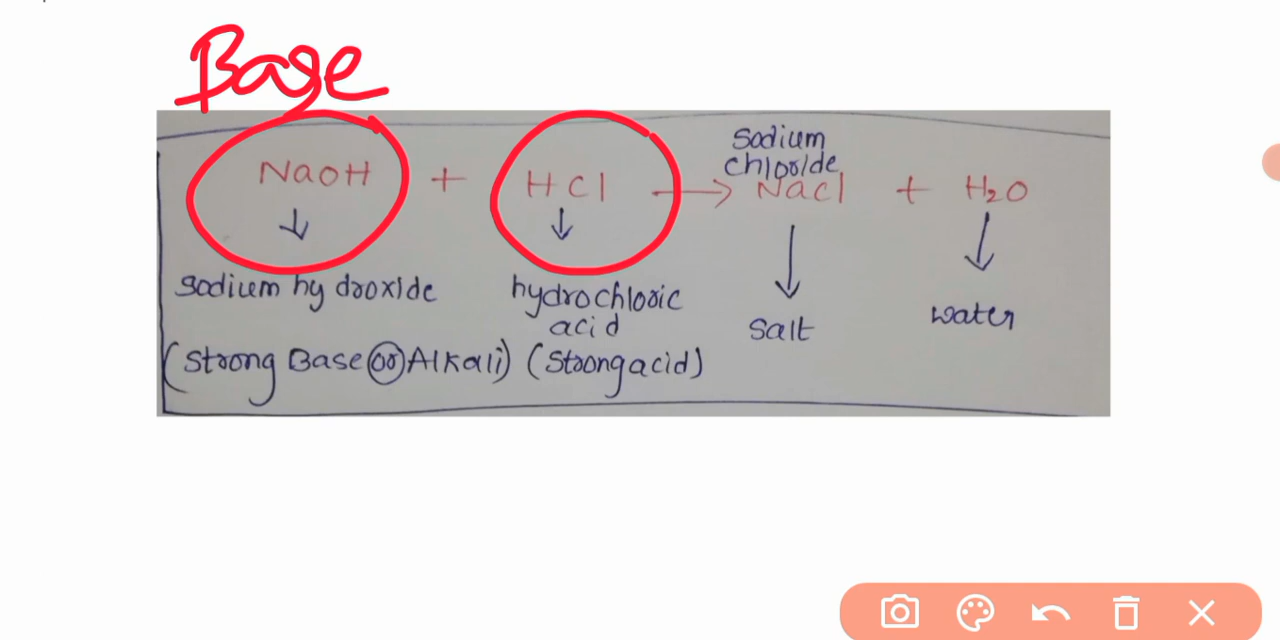 Base
NaOH + HCl → NaCl + H₂O
Sodium
chloride
↓ ↓ ↓ ↓
Sodium hydroxide hydrochloric
acid
Salt water
(Strong Base or Alkali) (Strong acid)